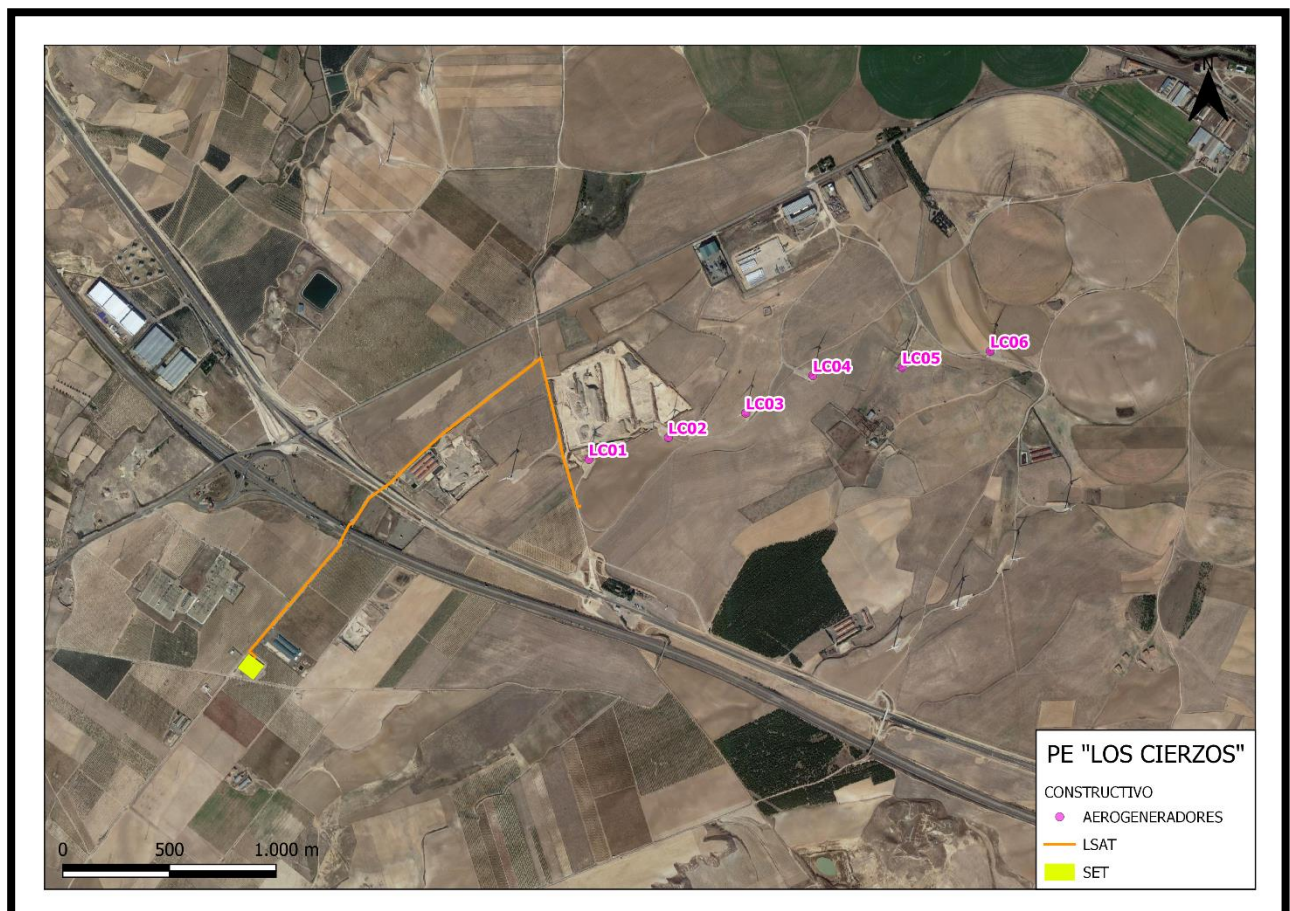 N
LC06
LC05
LC04
LC03
LC02
LC01
PE "LOS CIERZOS"
CONSTRUCTIVO
AEROGENERADORES
LSAT
SET
0 500 1.000 m